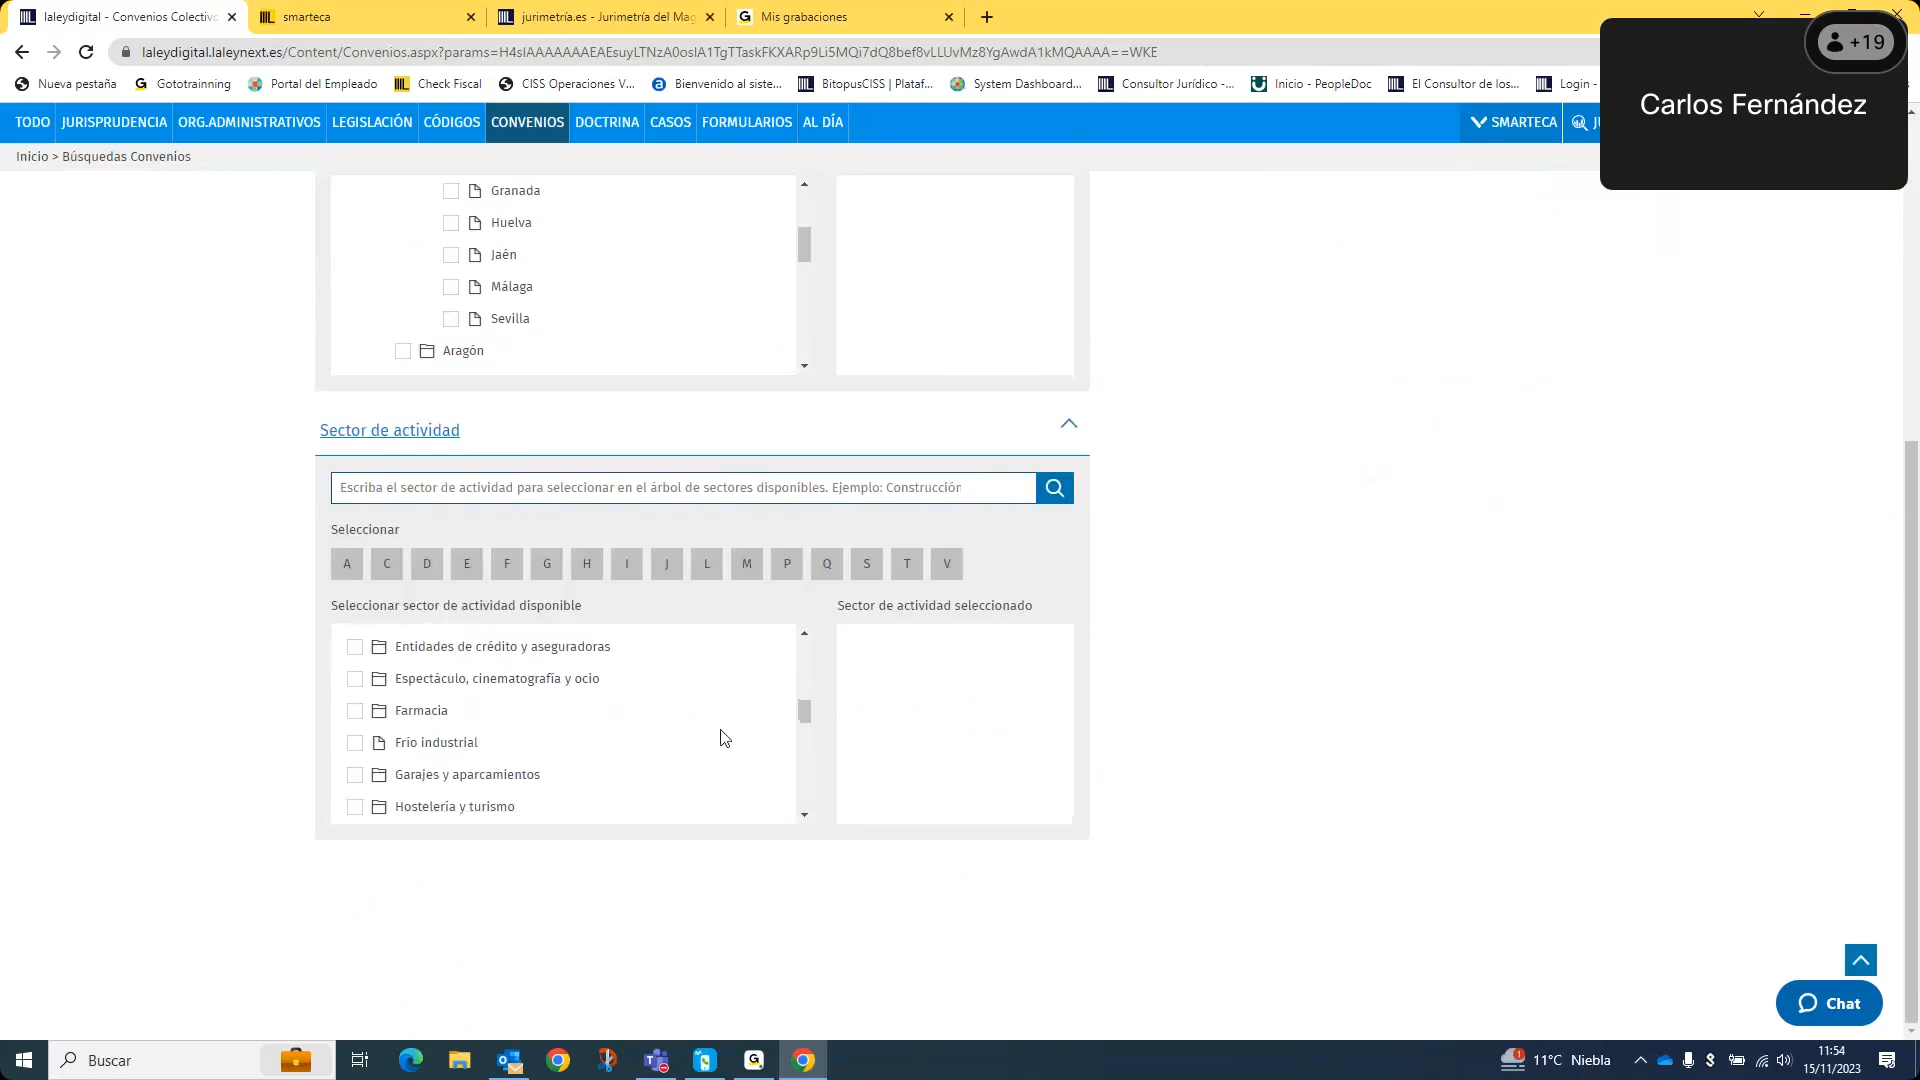 laleydigital - Convenios Colectivo
smarteca
jurimetría.es - Jurimetría del Mag
Mis grabaciones
laleydigital.laleynext.es/Content/Convenios.aspx?params=H4sIAAAAAAAEAEsuyLTNzA0osIA1TgTTaskFKXARp9Li5MQi7dQ8bef8vLLUvMz8YgAwdA1kMQAAAA==WKE
+19
Carlos Fernández
Nueva pestaña
Gototrainning
Portal del Empleado
Check Fiscal
CISS Operaciones V...
Bienvenido al siste...
BitopusCISS | Plataf...
System Dashboard...
Consultor Jurídico -...
Inicio - PeopleDoc
El Consultor de los...
Login -
TODO JURISPRUDENCIA ORG.ADMINISTRATIVOS LEGISLACIÓN CÓDIGOS CONVENIOS DOCTRINA CASOS FORMULARIOS AL DÍA SMARTECA
Inicio > Búsquedas Convenios
Granada
Huelva
Jaén
Málaga
Sevilla
Aragón
Sector de actividad
Escriba el sector de actividad para seleccionar en el árbol de sectores disponibles. Ejemplo: Construcción
Seleccionar
A C D E F G H I J L M P Q S T V
Seleccionar sector de actividad disponible
Sector de actividad seleccionado
Entidades de crédito y aseguradoras
Espectáculo, cinematografía y ocio
Farmacia
Frío industrial
Garajes y aparcamientos
Hostelería y turismo
Chat
Buscar
11°C Niebla
11:54
15/11/2023